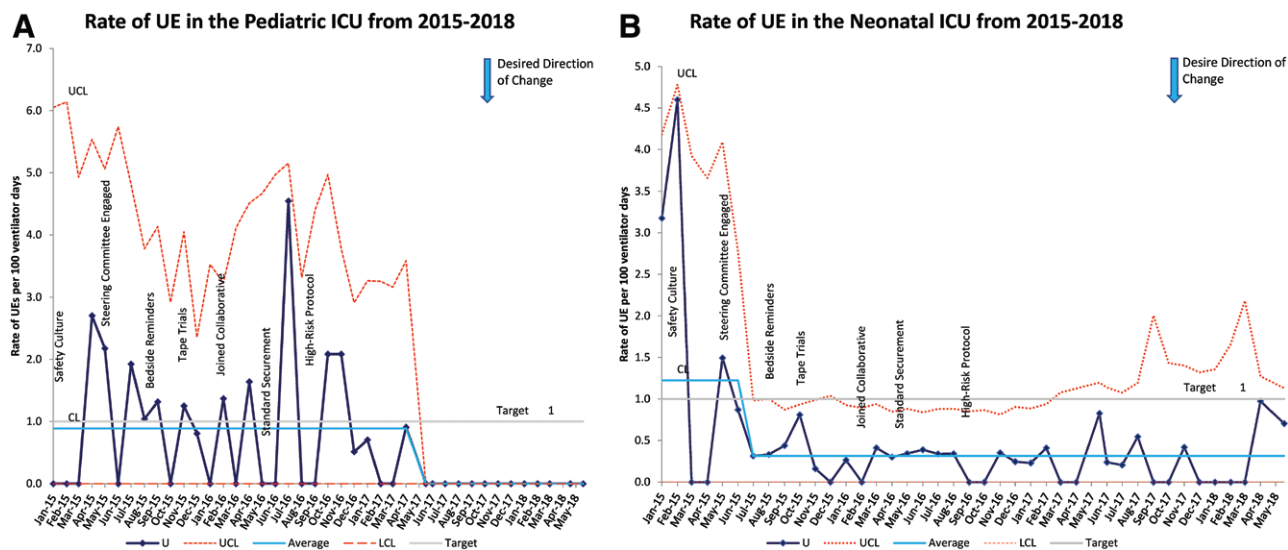 A
Rate of UE in the Pediatric ICU from 2015-2018
Rate of UEs per 100 ventilator days
7.0
6.0
5.0
4.0
3.0
2.0
1.0
0.0
UCL
Desired Direction
of Change
Safety Culture
Steering Committee Engaged
Bedside Reminders
Tape Trials
Joined Collaborative
Standard Securement
High-Risk Protocol
CL
Target 1
Jan-15
Feb-15
Mar-15
Apr-15
May-15
Jun-15
Jul-15
Aug-15
Sep-15
Oct-15
Nov-15
Dec-15
Jan-16
Feb-16
Mar-16
Apr-16
May-16
Jun-16
Jul-16
Aug-16
Sep-16
Oct-16
Nov-16
Dec-16
Jan-17
Feb-17
Mar-17
Apr-17
May-17
Jun-17
Jul-17
Aug-17
Sep-17
Oct-17
Nov-17
Dec-17
Jan-18
Feb-18
Mar-18
Apr-18
May-18
U
UCL
Average
LCL
Target
B
Rate of UE in the Neonatal ICU from 2015-2018
Rate of UE per 100 ventilator days
5.0
4.5
4.0
3.5
3.0
2.5
2.0
1.5
1.0
0.5
0.0
UCL
Desire Direction of
Change
Safety Culture
Steering Committee Engaged
Bedside Reminders
Tape Trials
Joined Collaborative
Standard Securement
High-Risk Protocol
CL
Target 1
Jan-15
Feb-15
Mar-15
Apr-15
May-15
Jun-15
Jul-15
Aug-15
Sep-15
Oct-15
Nov-15
Dec-15
Jan-16
Feb-16
Mar-16
Apr-16
May-16
Jun-16
Jul-16
Aug-16
Sep-16
Oct-16
Nov-16
Dec-16
Jan-17
Feb-17
Mar-17
Apr-17
May-17
Jun-17
Jul-17
Aug-17
Sep-17
Oct-17
Nov-17
Dec-17
Jan-18
Feb-18
Mar-18
Apr-18
May-18
U
UCL
Average
LCL
Target